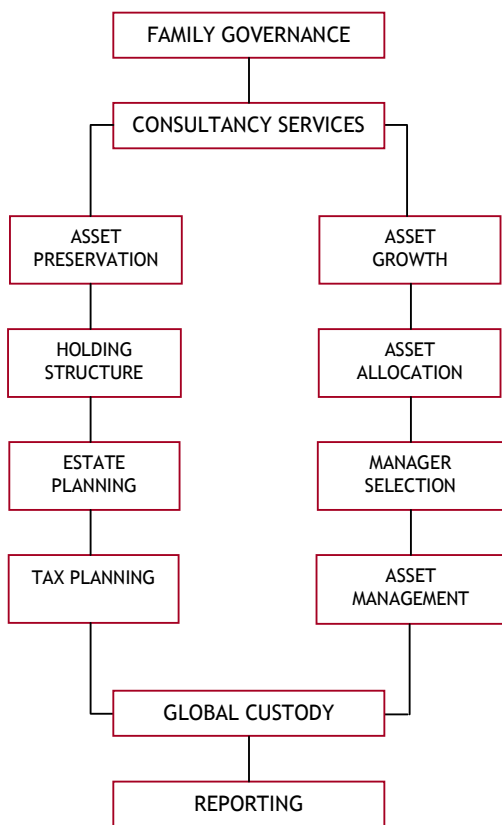 FAMILY GOVERNANCE
CONSULTANCY SERVICES
ASSET
PRESERVATION
ASSET
GROWTH
HOLDING
STRUCTURE
ASSET
ALLOCATION
ESTATE
PLANNING
MANAGER
SELECTION
TAX PLANNING
ASSET
MANAGEMENT
GLOBAL CUSTODY
REPORTING